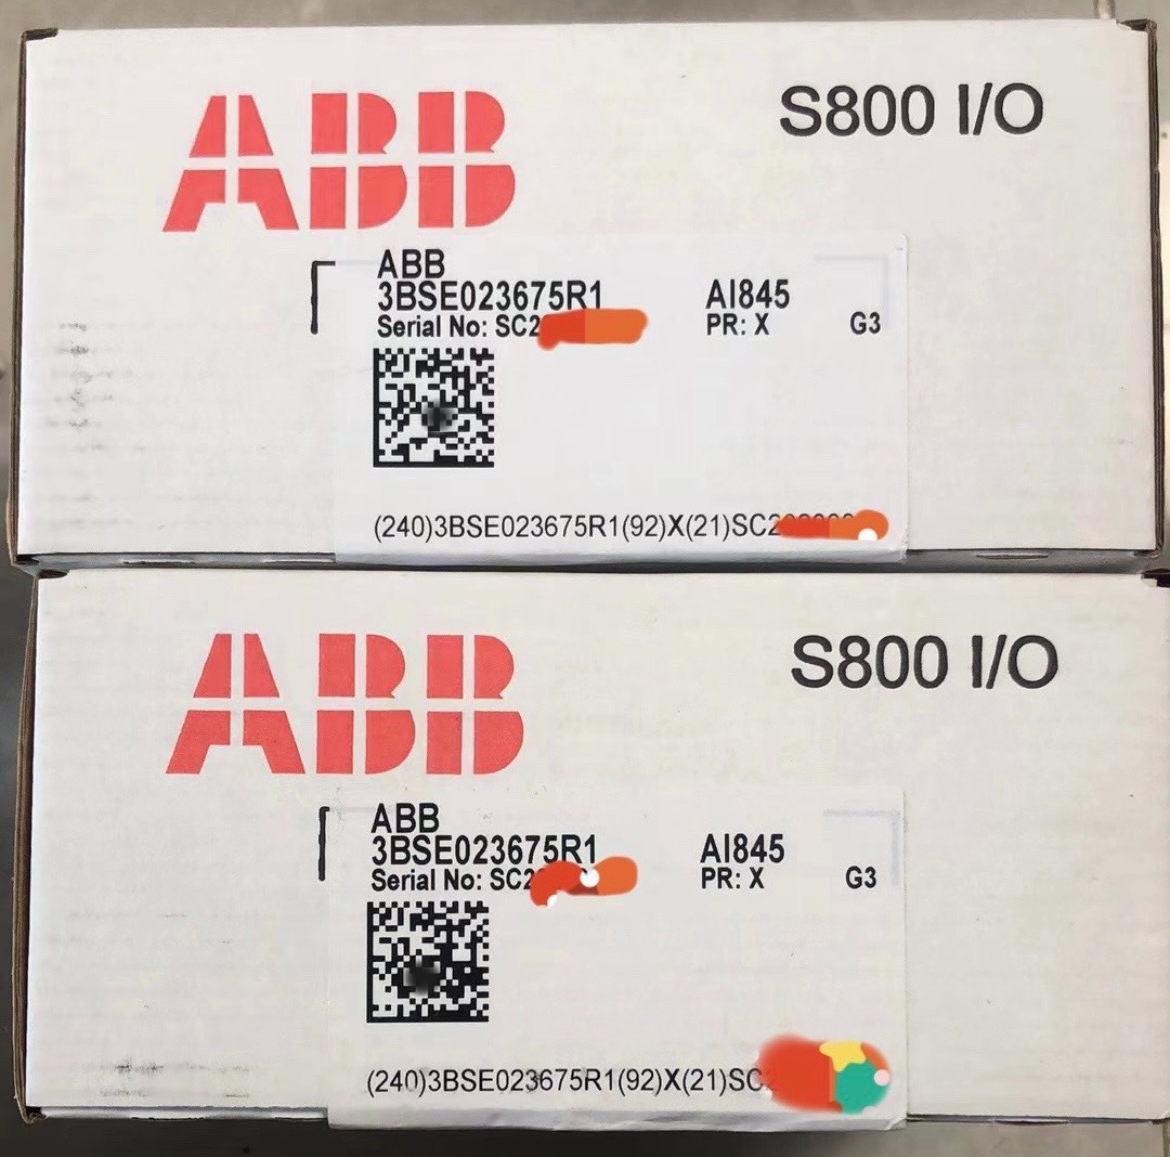 ABB
S800 I/O
ABB
3BSE023675R1 AI845
Serial No: SC2 PR: X G3
(240)3BSE023675R1(92)X(21)SC2
ABB
S800 I/O
ABB
3BSE023675R1 AI845
Serial No: SC2 PR: X G3
(240)3BSE023675R1(92)X(21)SC